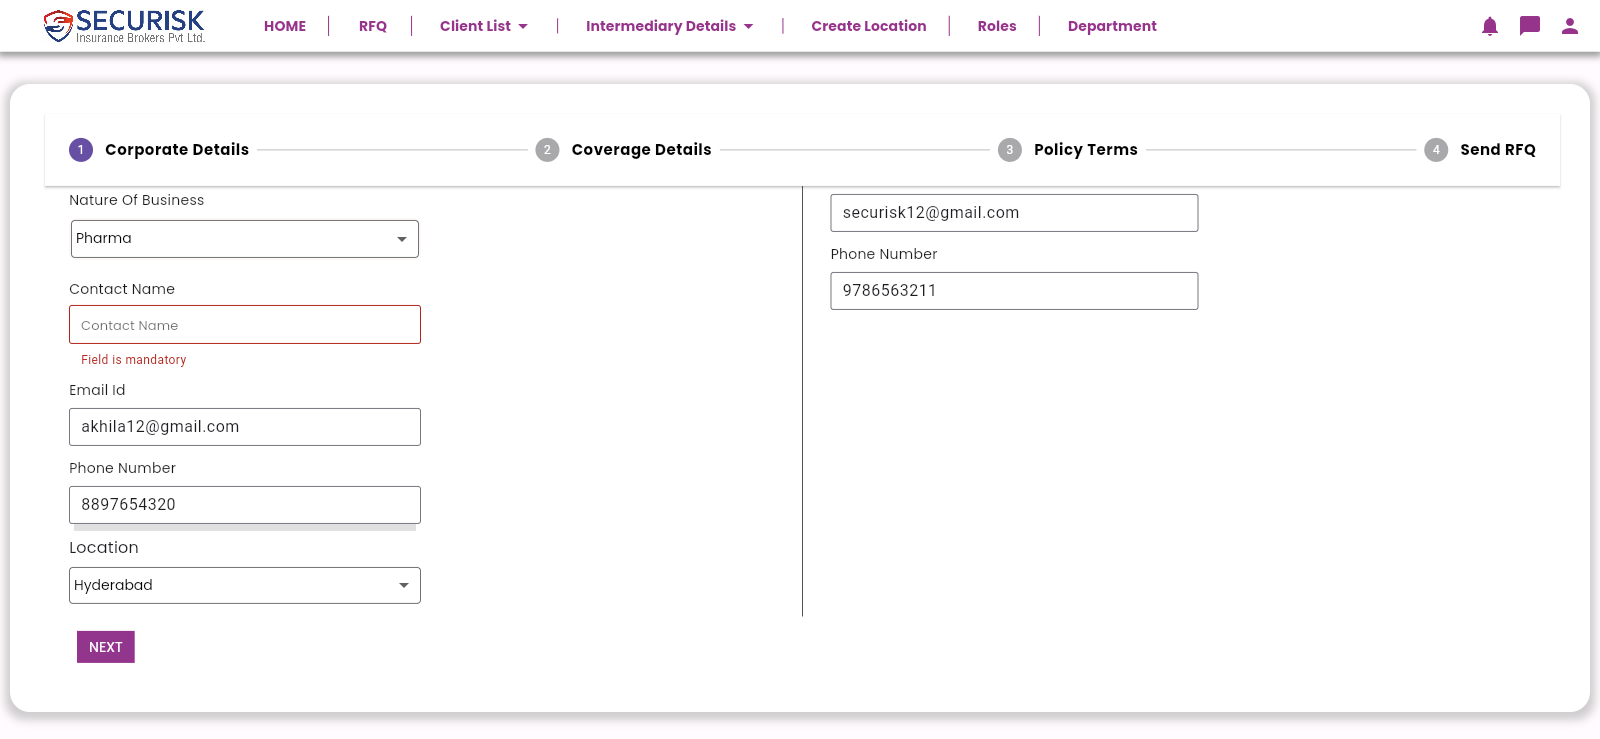 SECURISK
Insurance Brokers Pvt Ltd.
HOME
RFQ
Client List
Intermediary Details
Create Location
Roles
Department
1 Corporate Details
2 Coverage Details
3 Policy Terms
4 Send RFQ
Nature Of Business
Pharma
Contact Name
Contact Name
Field is mandatory
Email Id
akhila12@gmail.com
Phone Number
8897654320
Location
Hyderabad
NEXT
securisk12@gmail.com
Phone Number
9786563211